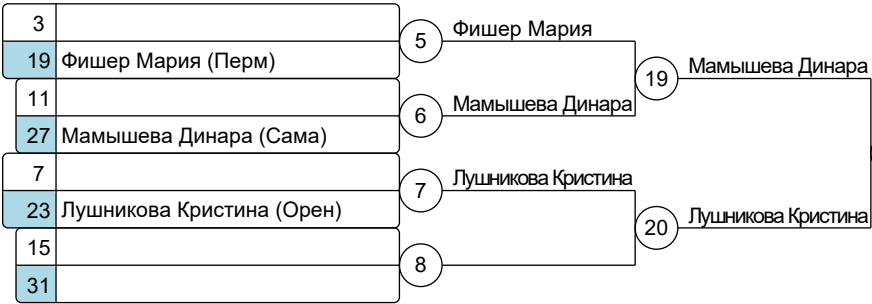 3
19 Фишер Мария (Перм)
5
Фишер Мария
11
27 Мамышева Динара (Сама)
6
Мамышева Динара
19
Мамышева Динара
7
23 Лушникова Кристина (Орен)
7
Лушникова Кристина
15
31
8
20
Лушникова Кристина